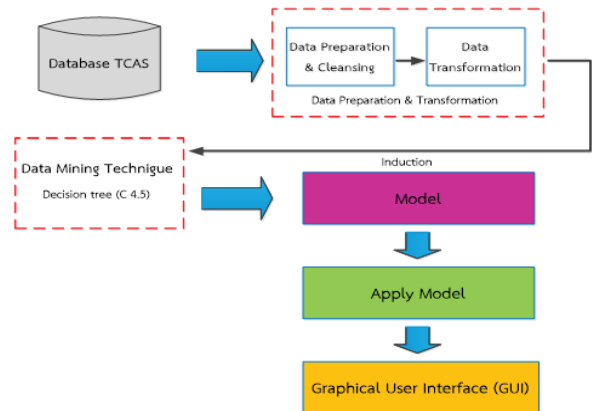 Database TCAS
Data Preparation
& Cleansing
Data
Transformation
Data Preparation & Transformation
Data Mining Technigue
Decision tree (C 4.5)
Induction
Model
Apply Model
Graphical User Interface (GUI)